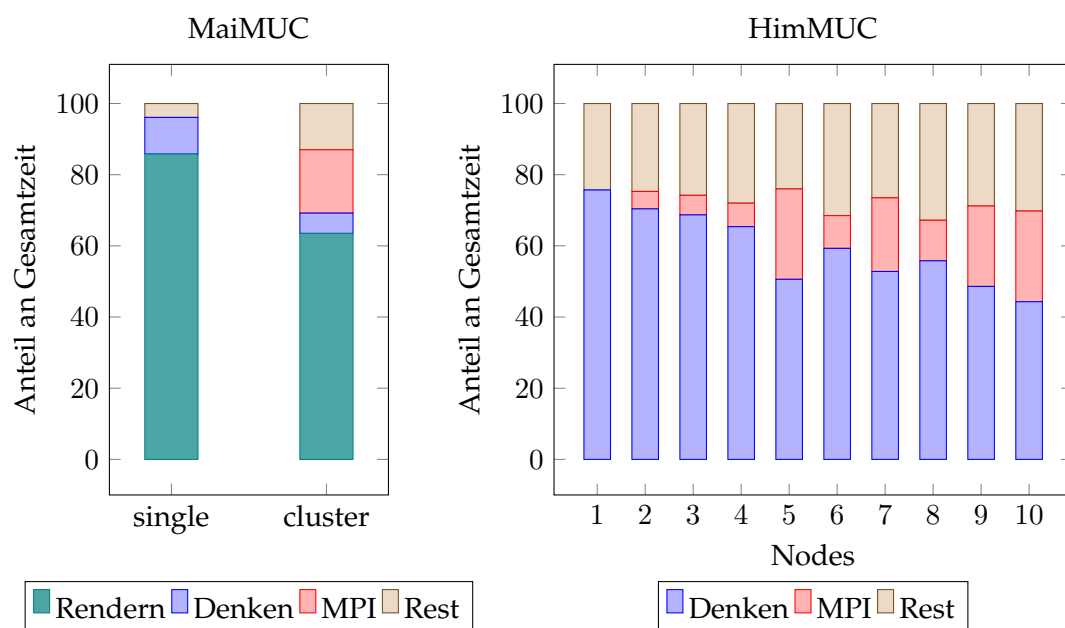 MaiMUC
Anteil an Gesamtzeit
100
80
60
40
20
0
single cluster
Rendern Denken MPI Rest
HimMUC
Anteil an Gesamtzeit
100
80
60
40
20
0
1 2 3 4 5 6 7 8 9 10
Nodes
Denken MPI Rest